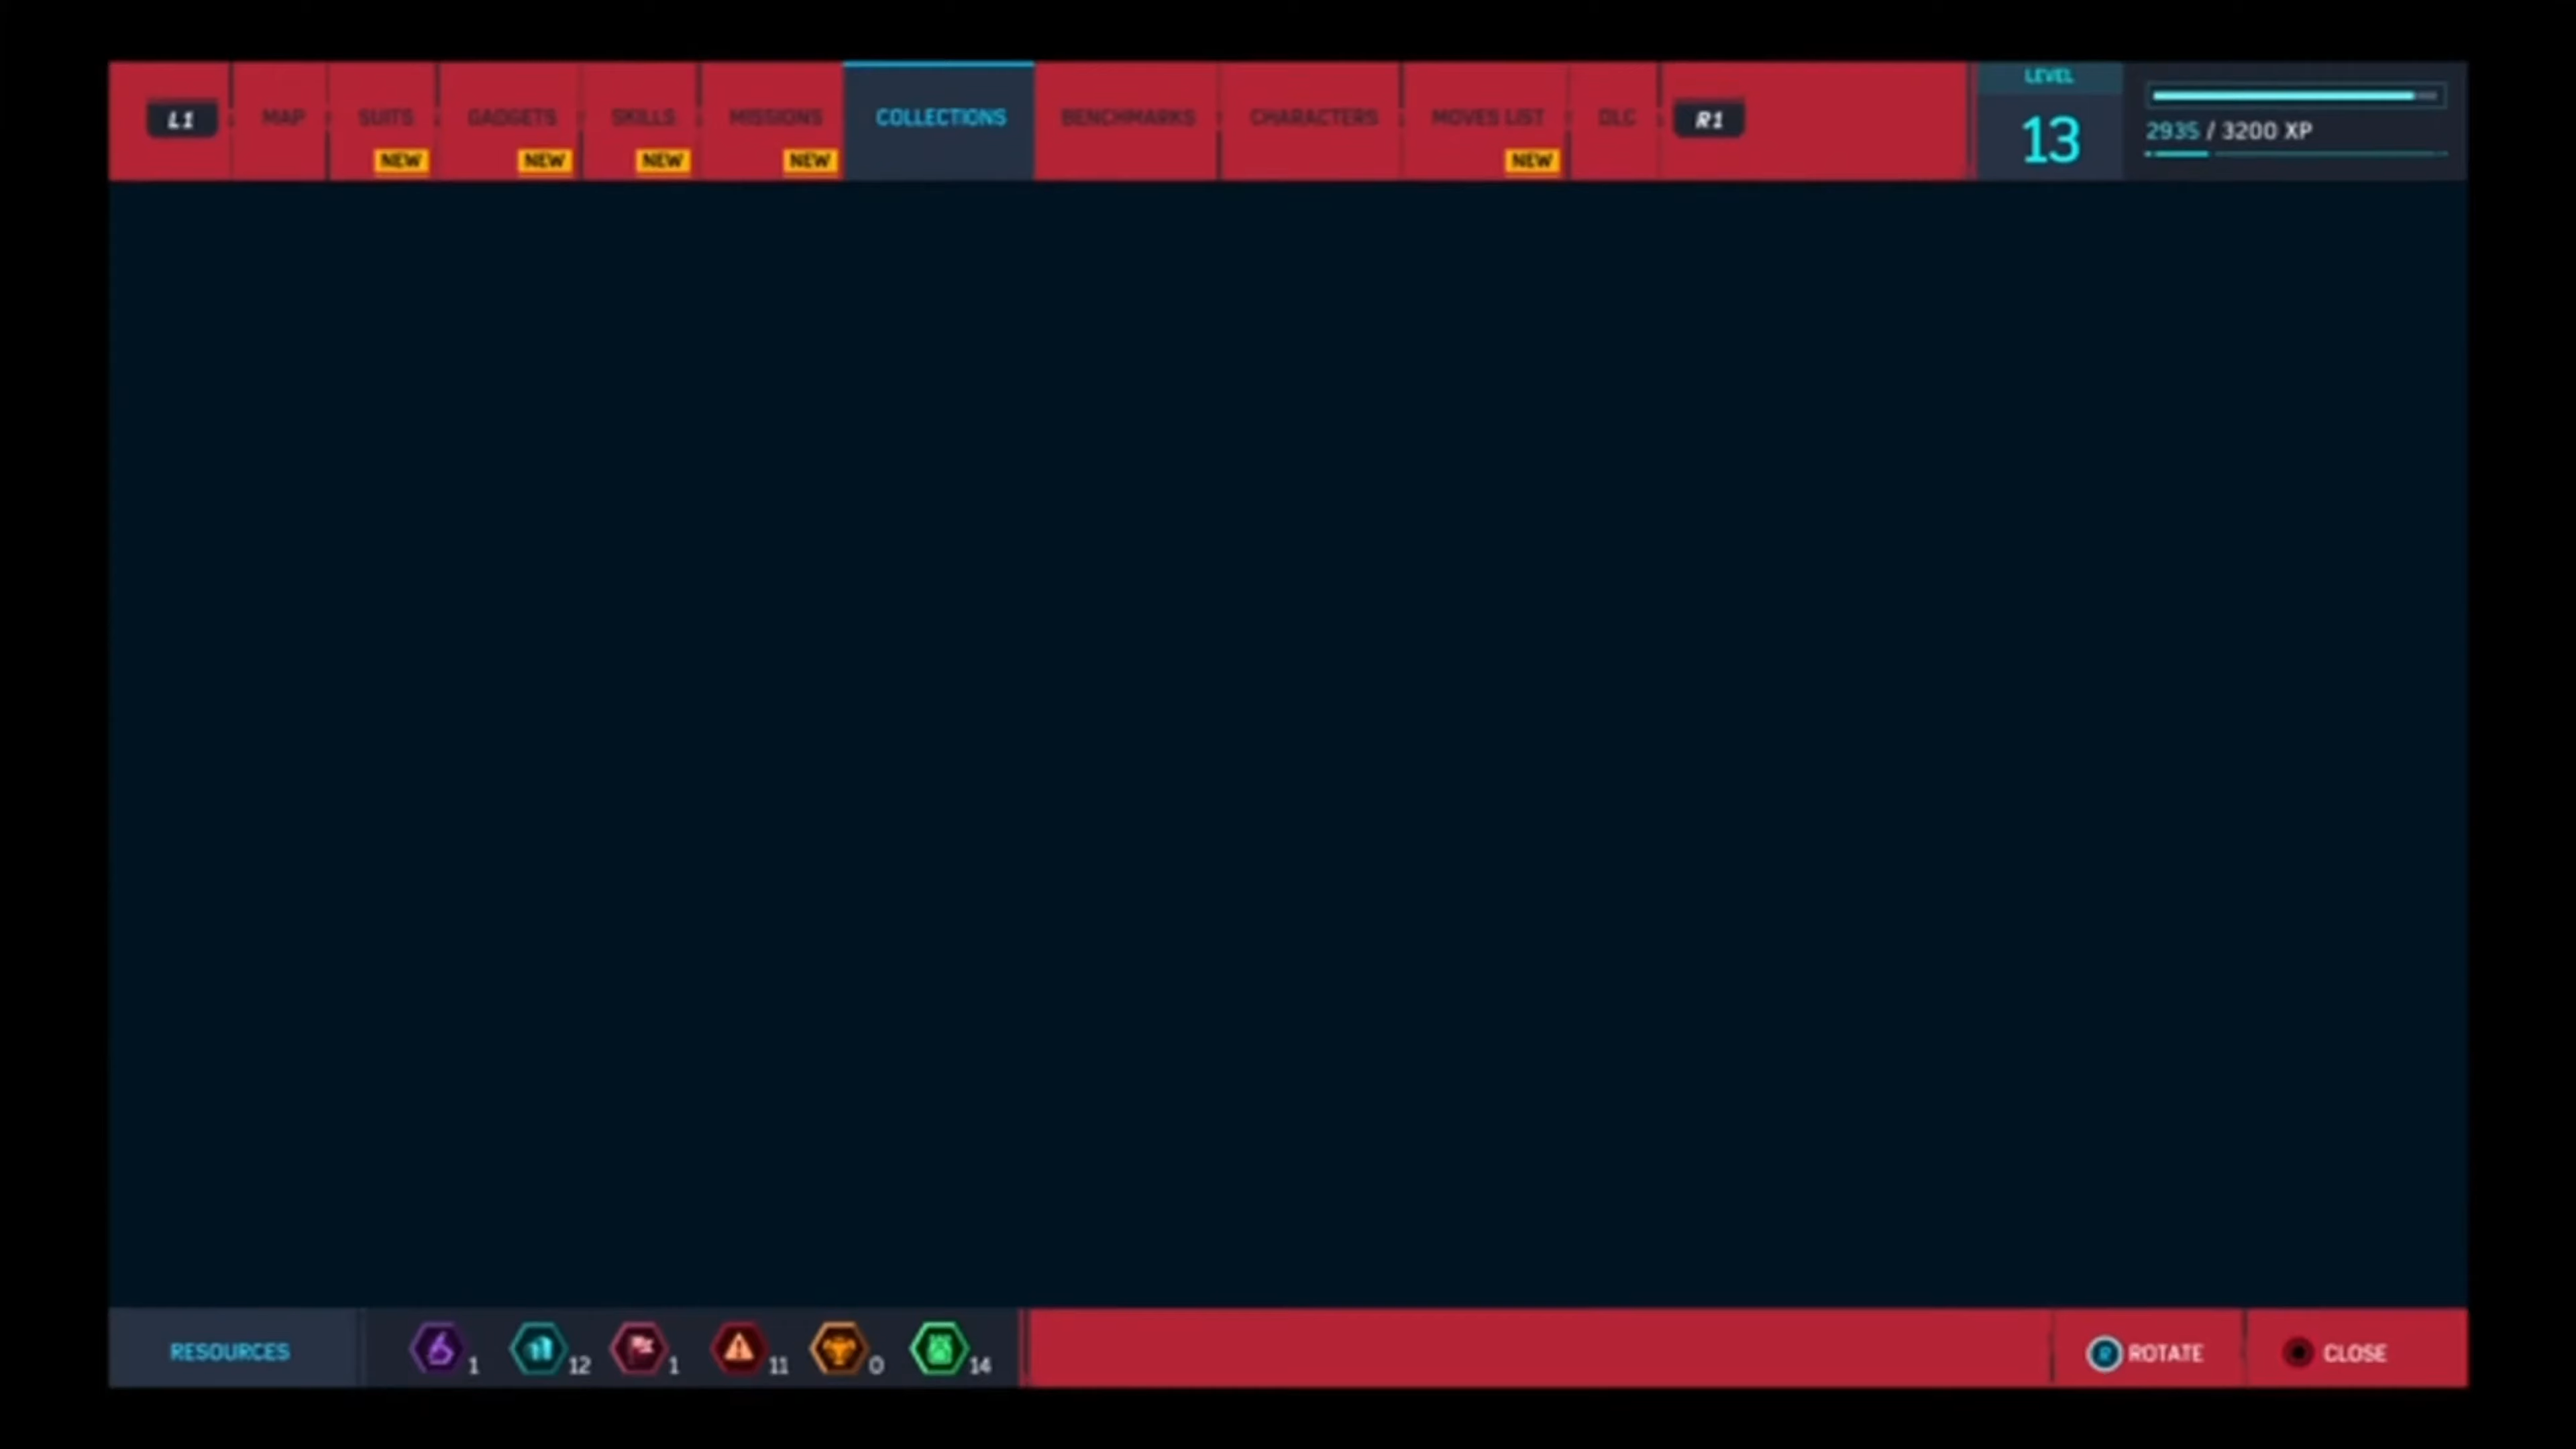 L1 MAP SUITS GADGETS SKILLS MISSIONS COLLECTIONS BENCHMARKS CHARACTERS MOVES LIST DLC R1
NEW NEW NEW NEW NEW
LEVEL
13
2935 / 3200 XP
RESOURCES 1 12 1 11 0 14 R ROTATE CLOSE